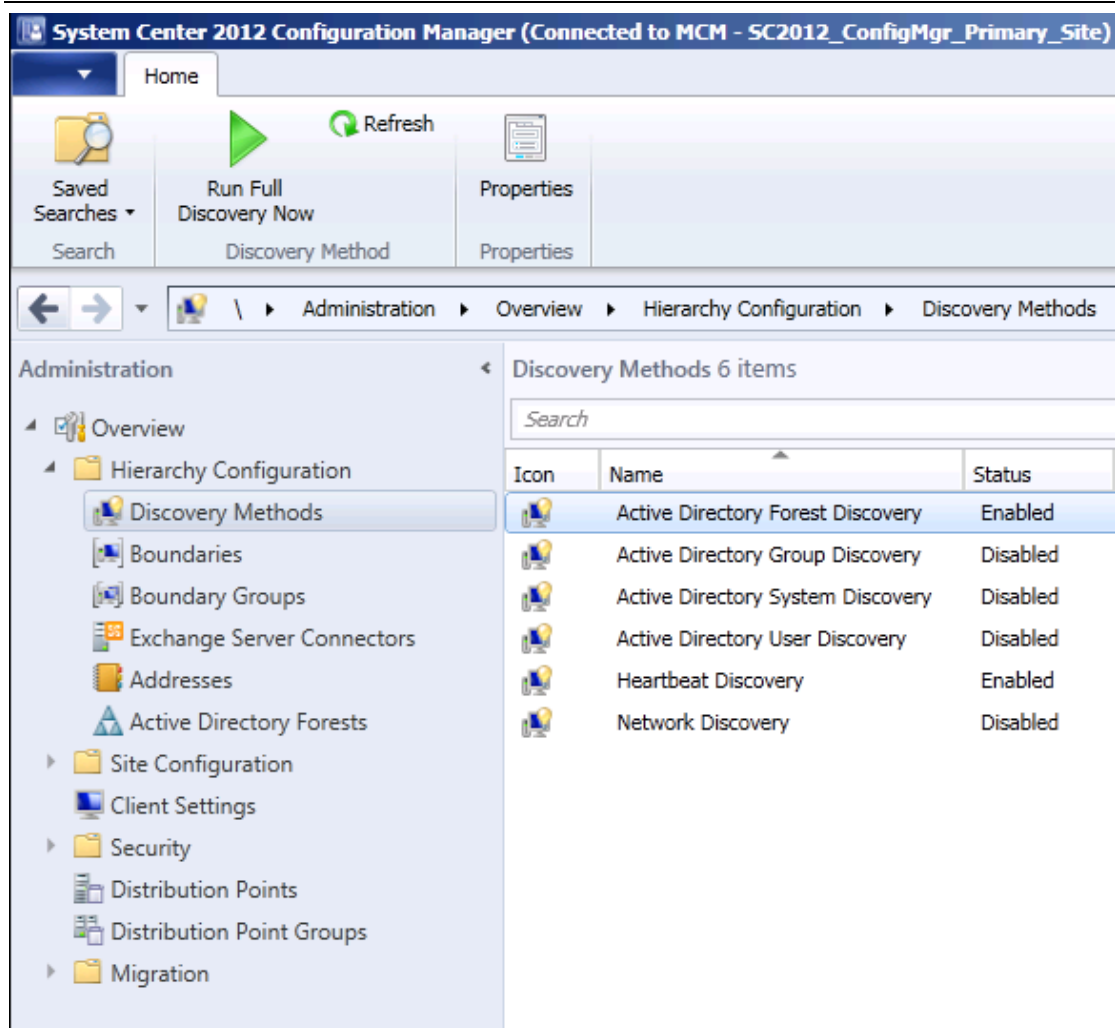 System Center 2012 Configuration Manager (Connected to MCM - SC2012_ConfigMgr_Primary_Site)
Home
Saved Searches
Run Full Discovery Now
Refresh
Properties
Search
Discovery Method
Properties
\ Administration Overview Hierarchy Configuration Discovery Methods
Administration
Overview
Hierarchy Configuration
Discovery Methods
Boundaries
Boundary Groups
Exchange Server Connectors
Addresses
Active Directory Forests
Site Configuration
Client Settings
Security
Distribution Points
Distribution Point Groups
Migration
Discovery Methods 6 items
Search
Icon Name Status
Active Directory Forest Discovery Enabled
Active Directory Group Discovery Disabled
Active Directory System Discovery Disabled
Active Directory User Discovery Disabled
Heartbeat Discovery Enabled
Network Discovery Disabled